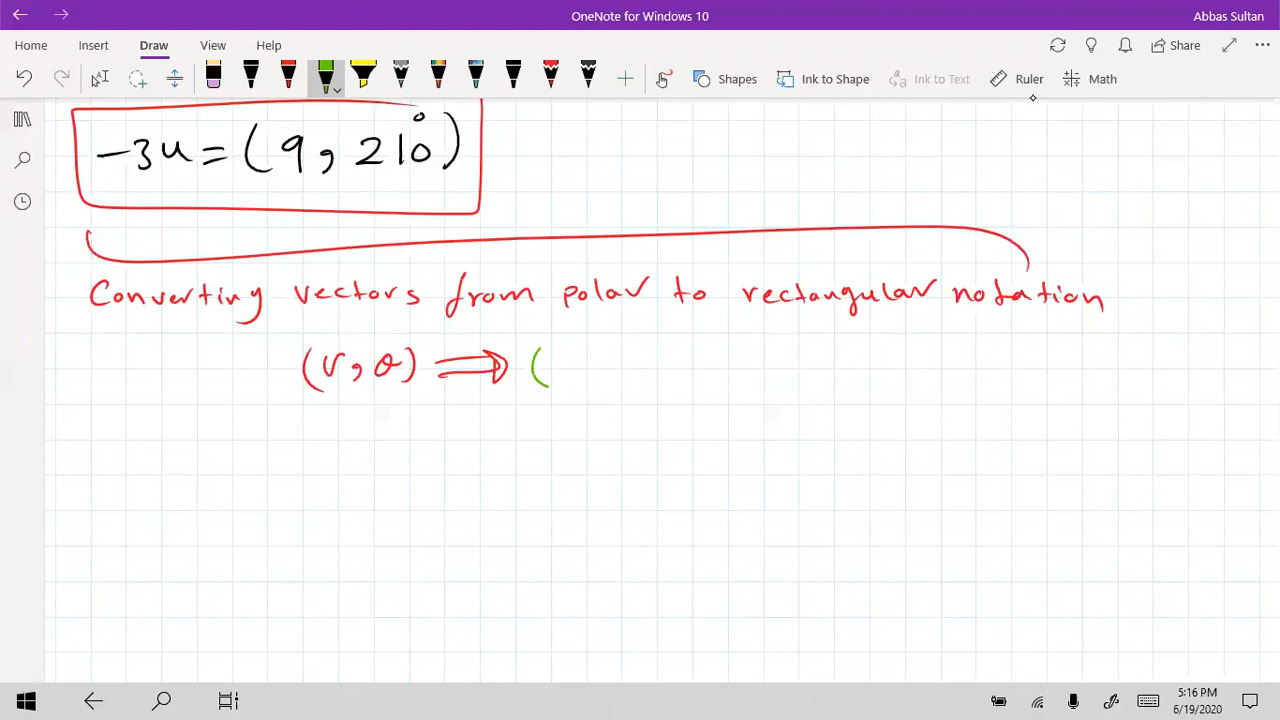 OneNote for Windows 10
Abbas Sultan
Home Insert Draw View Help
Share
Shapes Ink to Shape Ink to Text Ruler Math
-3u = (9, 210°)
Converting vectors from polar to rectangular notation
(r, θ) ⟹ (
5:16 PM
6/19/2020